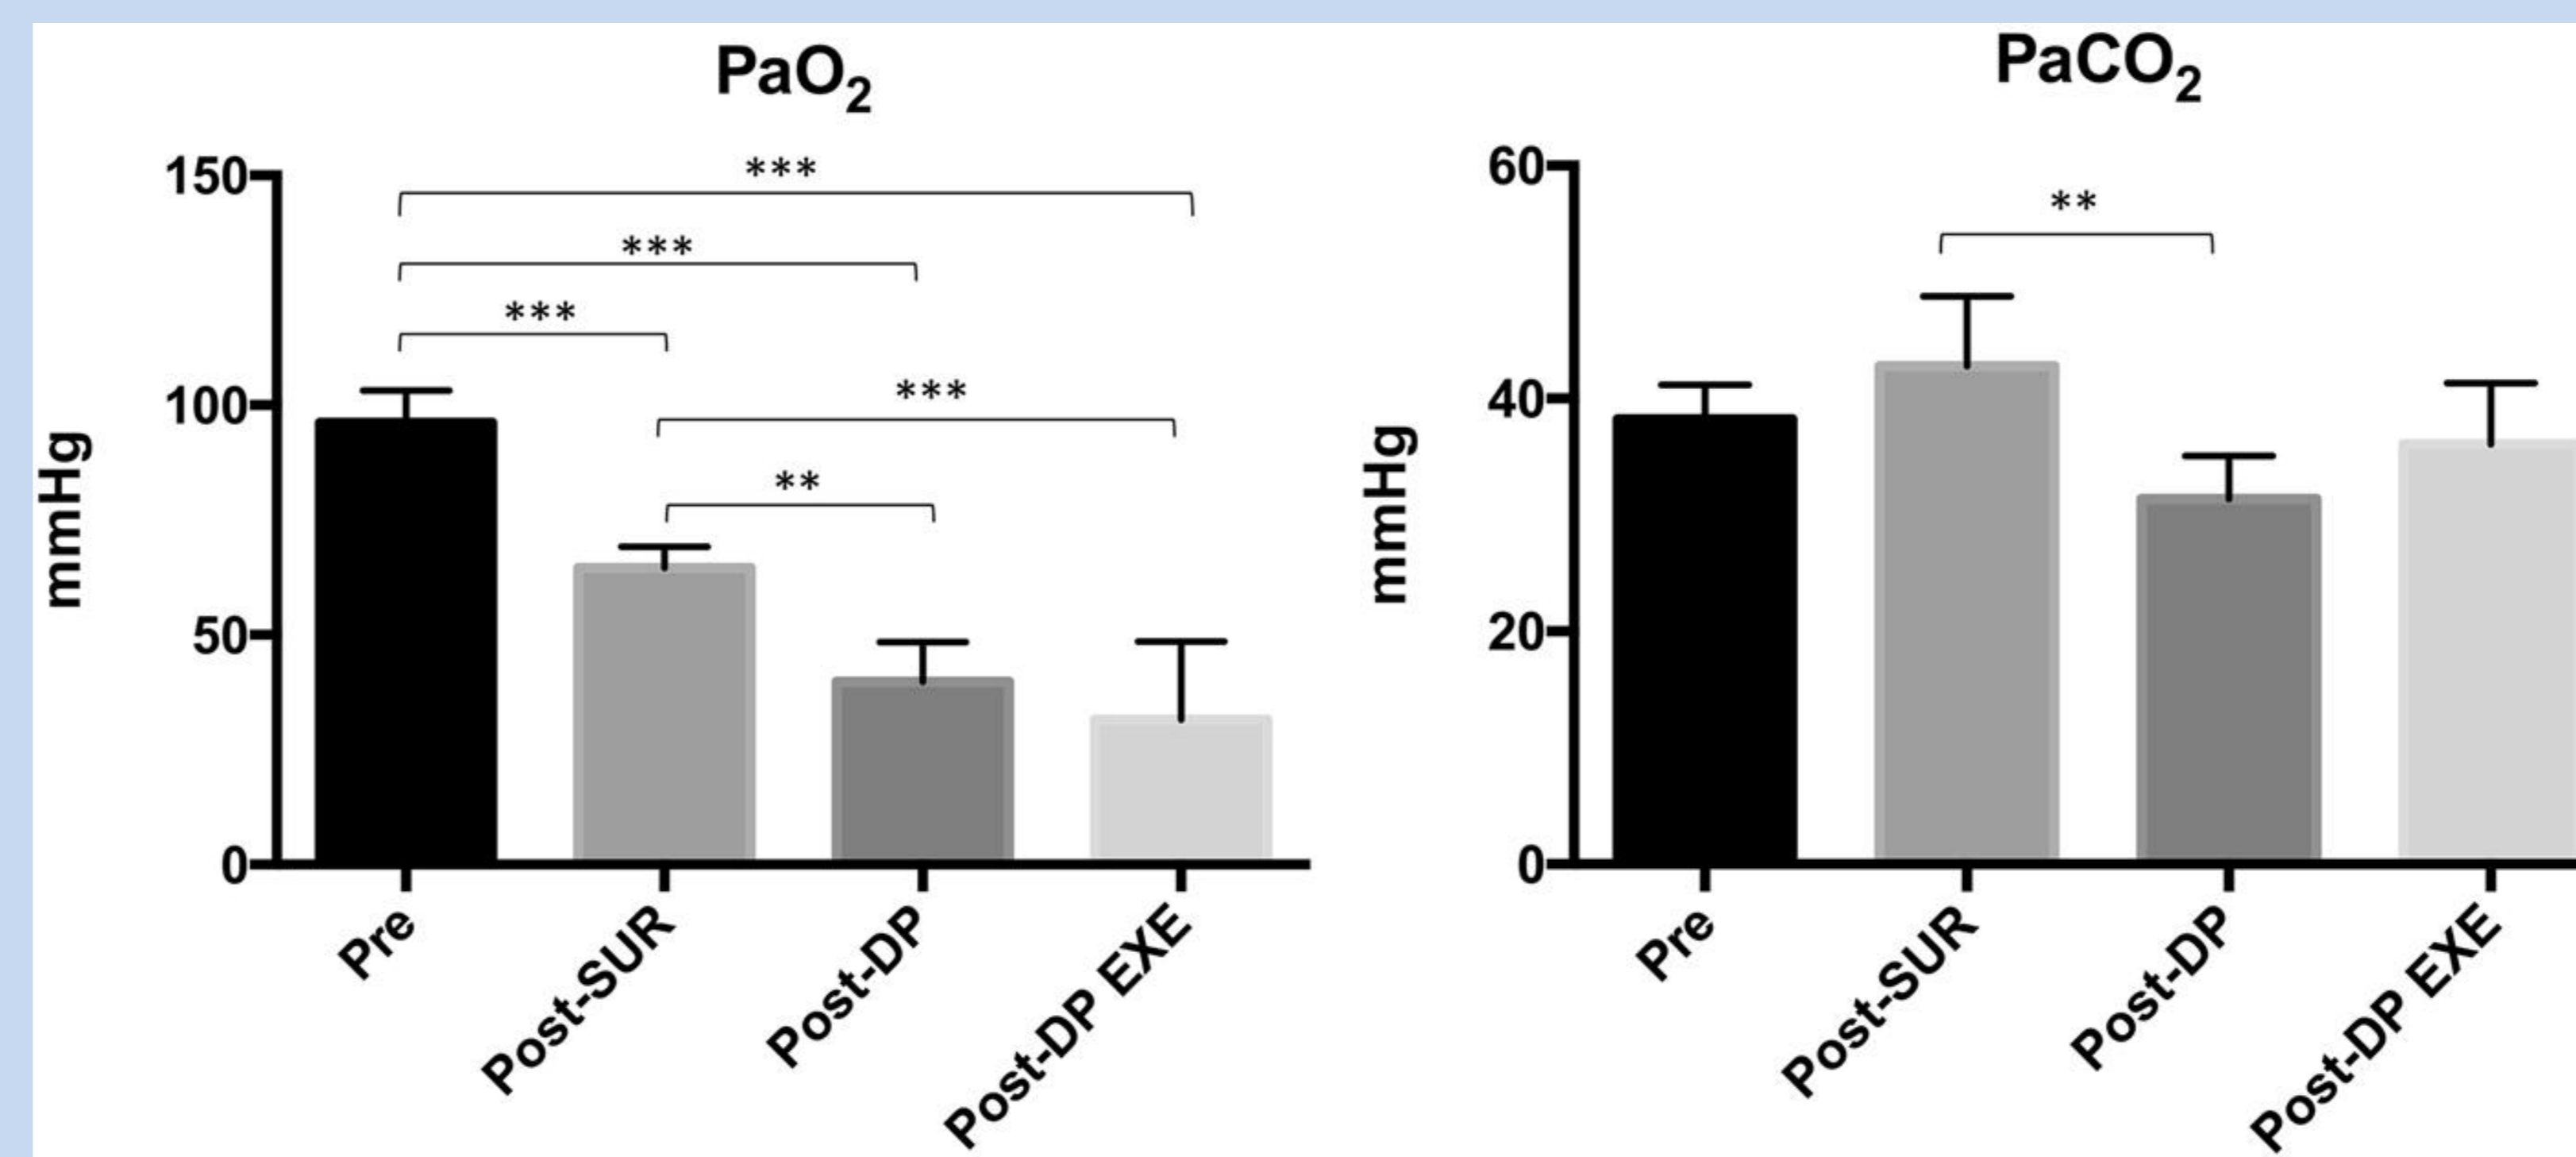 PaO2
***
***
***
***
**
150
100
50
0
mmHg
Pre
Post-SUR
Post-DP
Post-DP EXE
PaCO2
**
60
40
20
0
mmHg
Pre
Post-SUR
Post-DP
Post-DP EXE